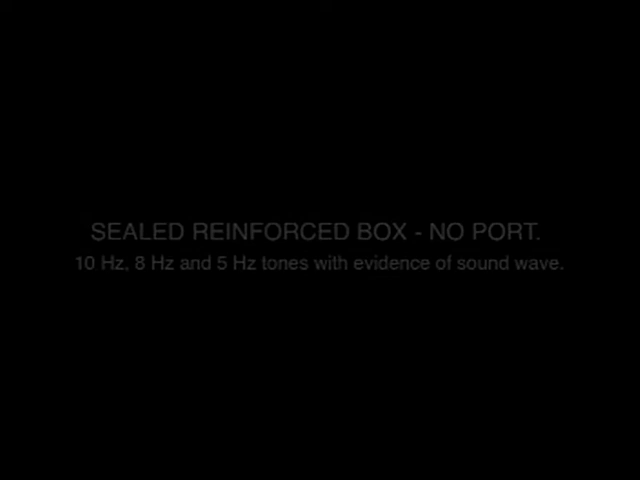 SEALED REINFORCED BOX - NO PORT.
10 Hz, 8 Hz and 5 Hz tones with evidence of sound wave.